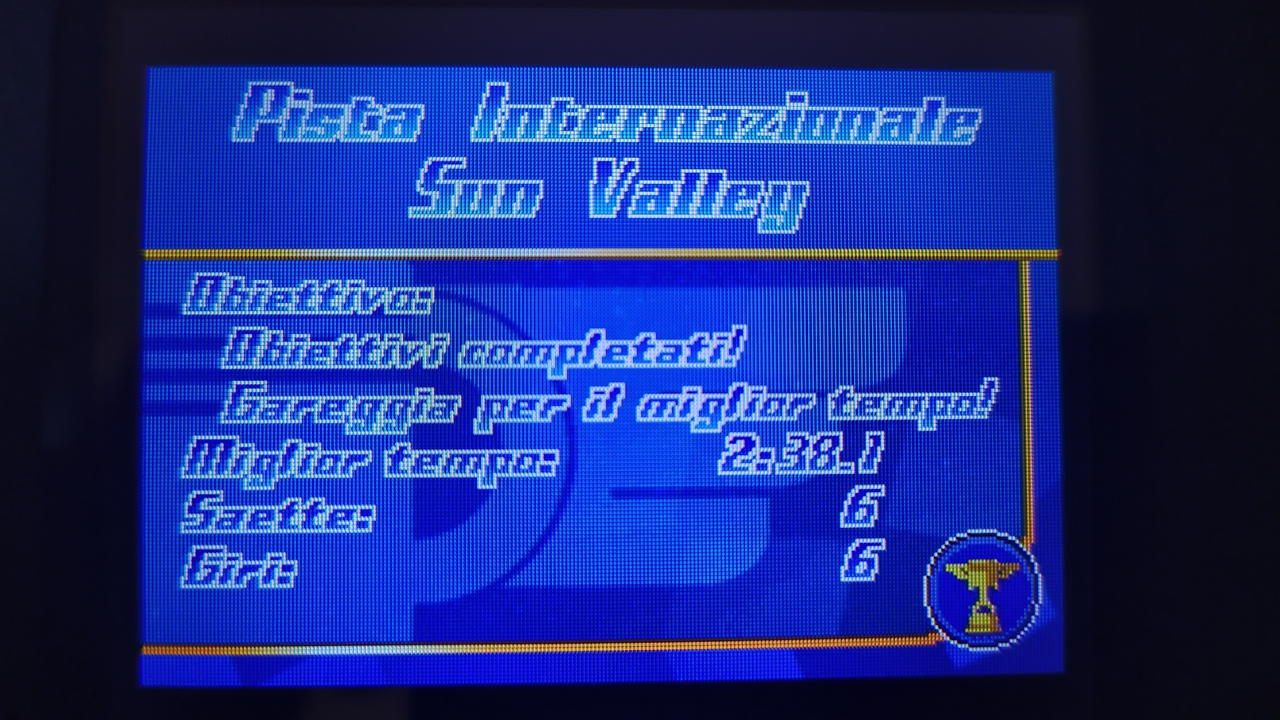 Pista Internazionale
Sun Valley
Obiettivo:
Obiettivi completati!
Gareggia per il miglior tempo!
Miglior tempo: 2:38.1
Saette: 6
Giri: 6